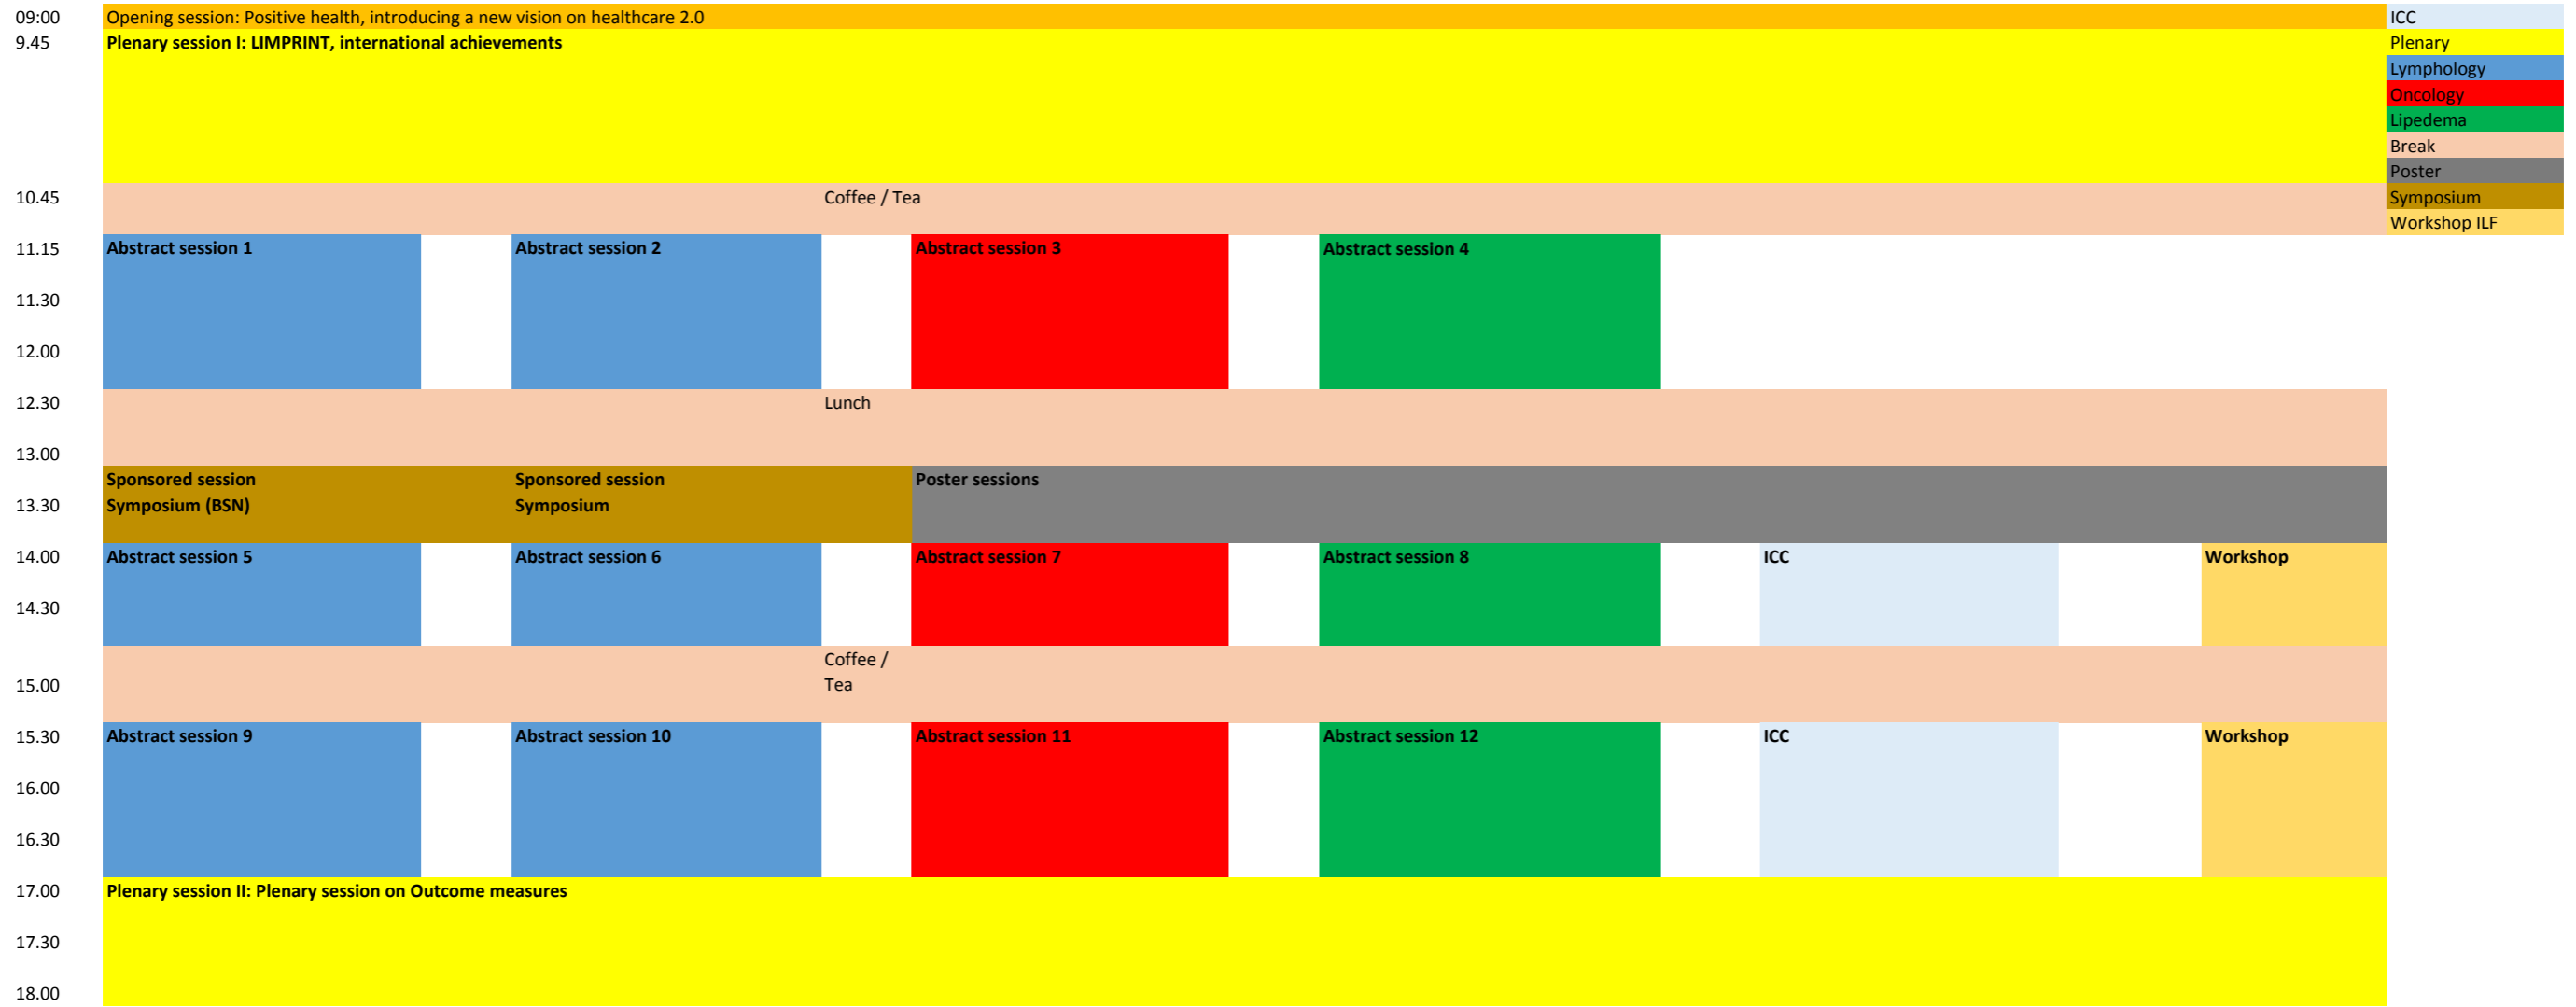 09:00 Opening session: Positive health, introducing a new vision on healthcare 2.0 ICC
9.45 Plenary session I: LIMPRINT, international achievements Plenary
Lymphology
Oncology
Lipedema
Break
Poster
10.45 Coffee / Tea Symposium
Workshop ILF
11.15 Abstract session 1 Abstract session 2 Abstract session 3 Abstract session 4
11.30
12.00
12.30 Lunch
13.00
Sponsored session Sponsored session Poster sessions
13.30 Symposium (BSN) Symposium
14.00 Abstract session 5 Abstract session 6 Abstract session 7 Abstract session 8 ICC Workshop
14.30
Coffee /
15.00 Tea
15.30 Abstract session 9 Abstract session 10 Abstract session 11 Abstract session 12 ICC Workshop
16.00
16.30
17.00 Plenary session II: Plenary session on Outcome measures
17.30
18.00